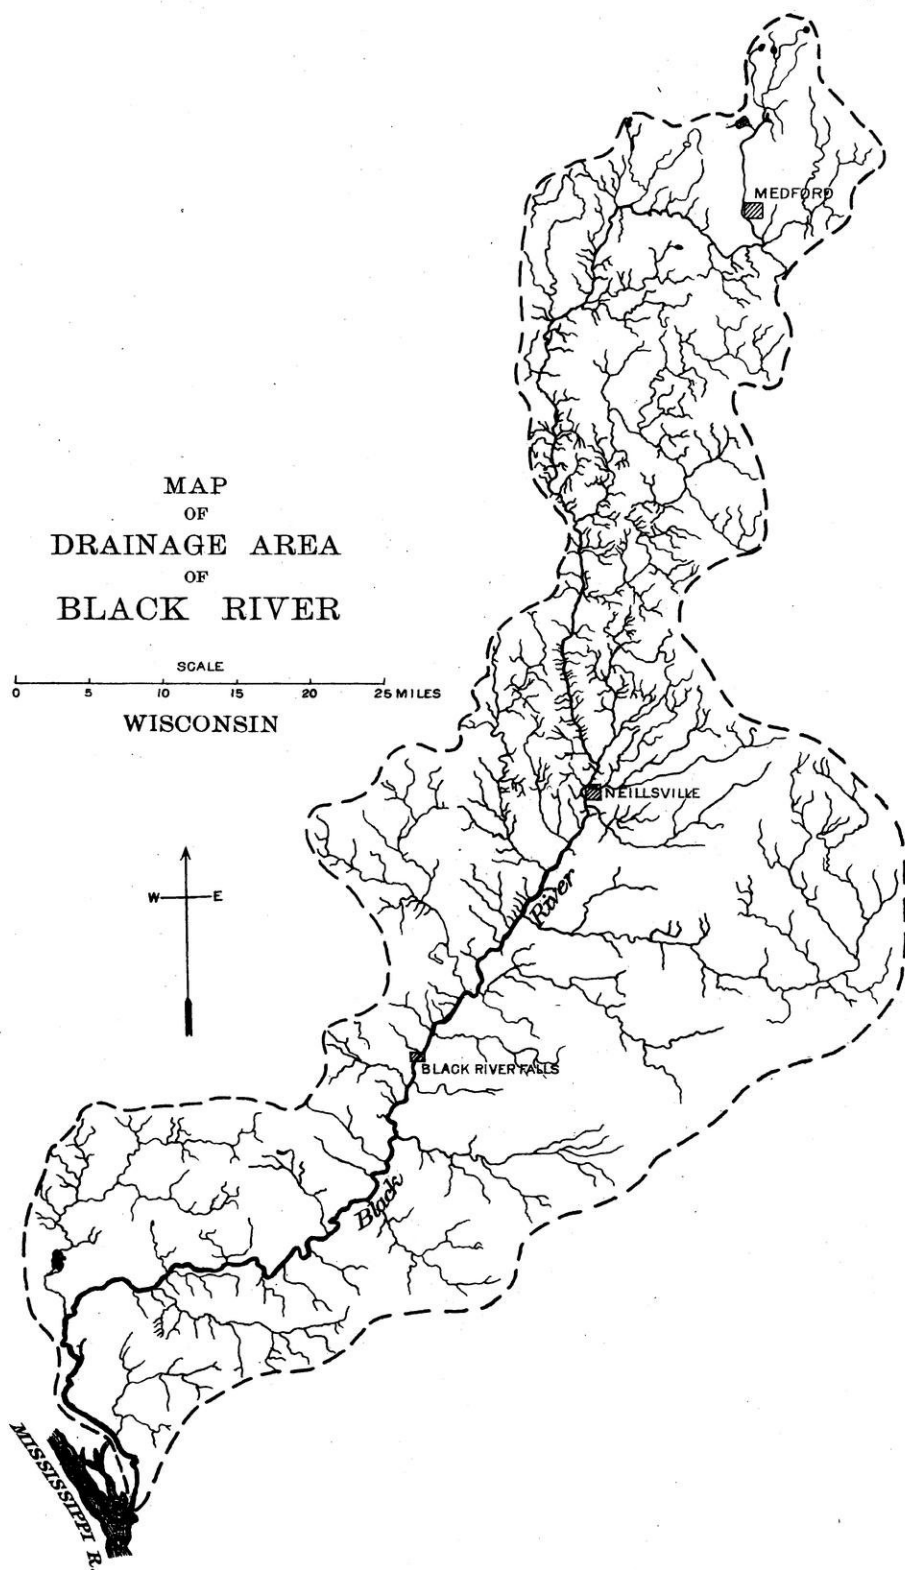 MEDFORD
MAP
OF
DRAINAGE AREA
OF
BLACK RIVER
SCALE
0 5 10 15 20 25 MILES
WISCONSIN
NEILLSVILLE
W E
River
BLACK RIVER FALLS
Black
MISSISSIPPI R.